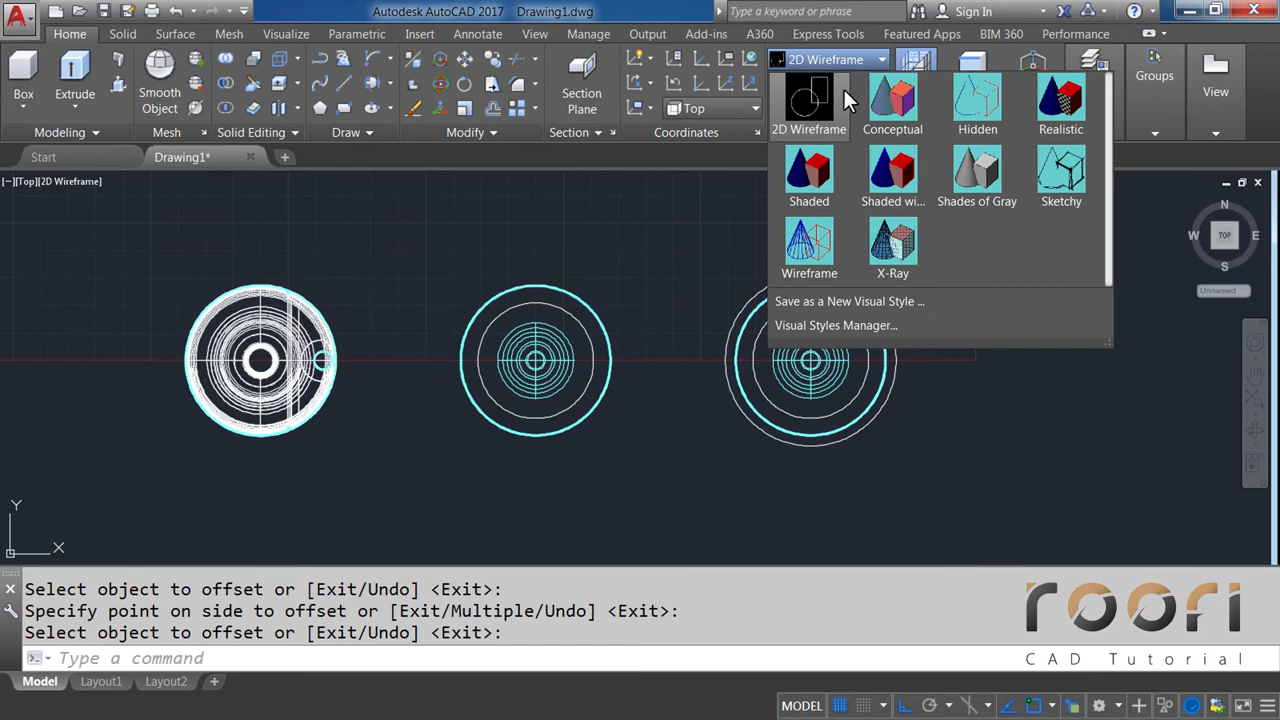 Autodesk AutoCAD 2017 Drawing1.dwg
Type a keyword or phrase
Sign In
Home Solid Surface Mesh Visualize Parametric Insert Annotate View Manage Output Add-ins A360 Express Tools Featured Apps BIM 360 Performance
2D Wireframe
Box
Extrude
Smooth
Object
Section
Plane
Top
Groups
View
Modeling
Mesh
Solid Editing
Draw
Modify
Section
Coordinates
2D Wireframe Conceptual Hidden Realistic
Shaded Shaded wi... Shades of Gray Sketchy
Wireframe X-Ray
Save as a New Visual Style ...
Visual Styles Manager...
Start
Drawing1*
[−][Top][2D Wireframe]
N
W TOP E
S
Unnamed
Y
X
Select object to offset or [Exit/Undo] <Exit>:
Specify point on side to offset or [Exit/Multiple/Undo] <Exit>:
Select object to offset or [Exit/Undo] <Exit>:
Type a command
roofi
CAD Tutorial
Model Layout1 Layout2
MODEL